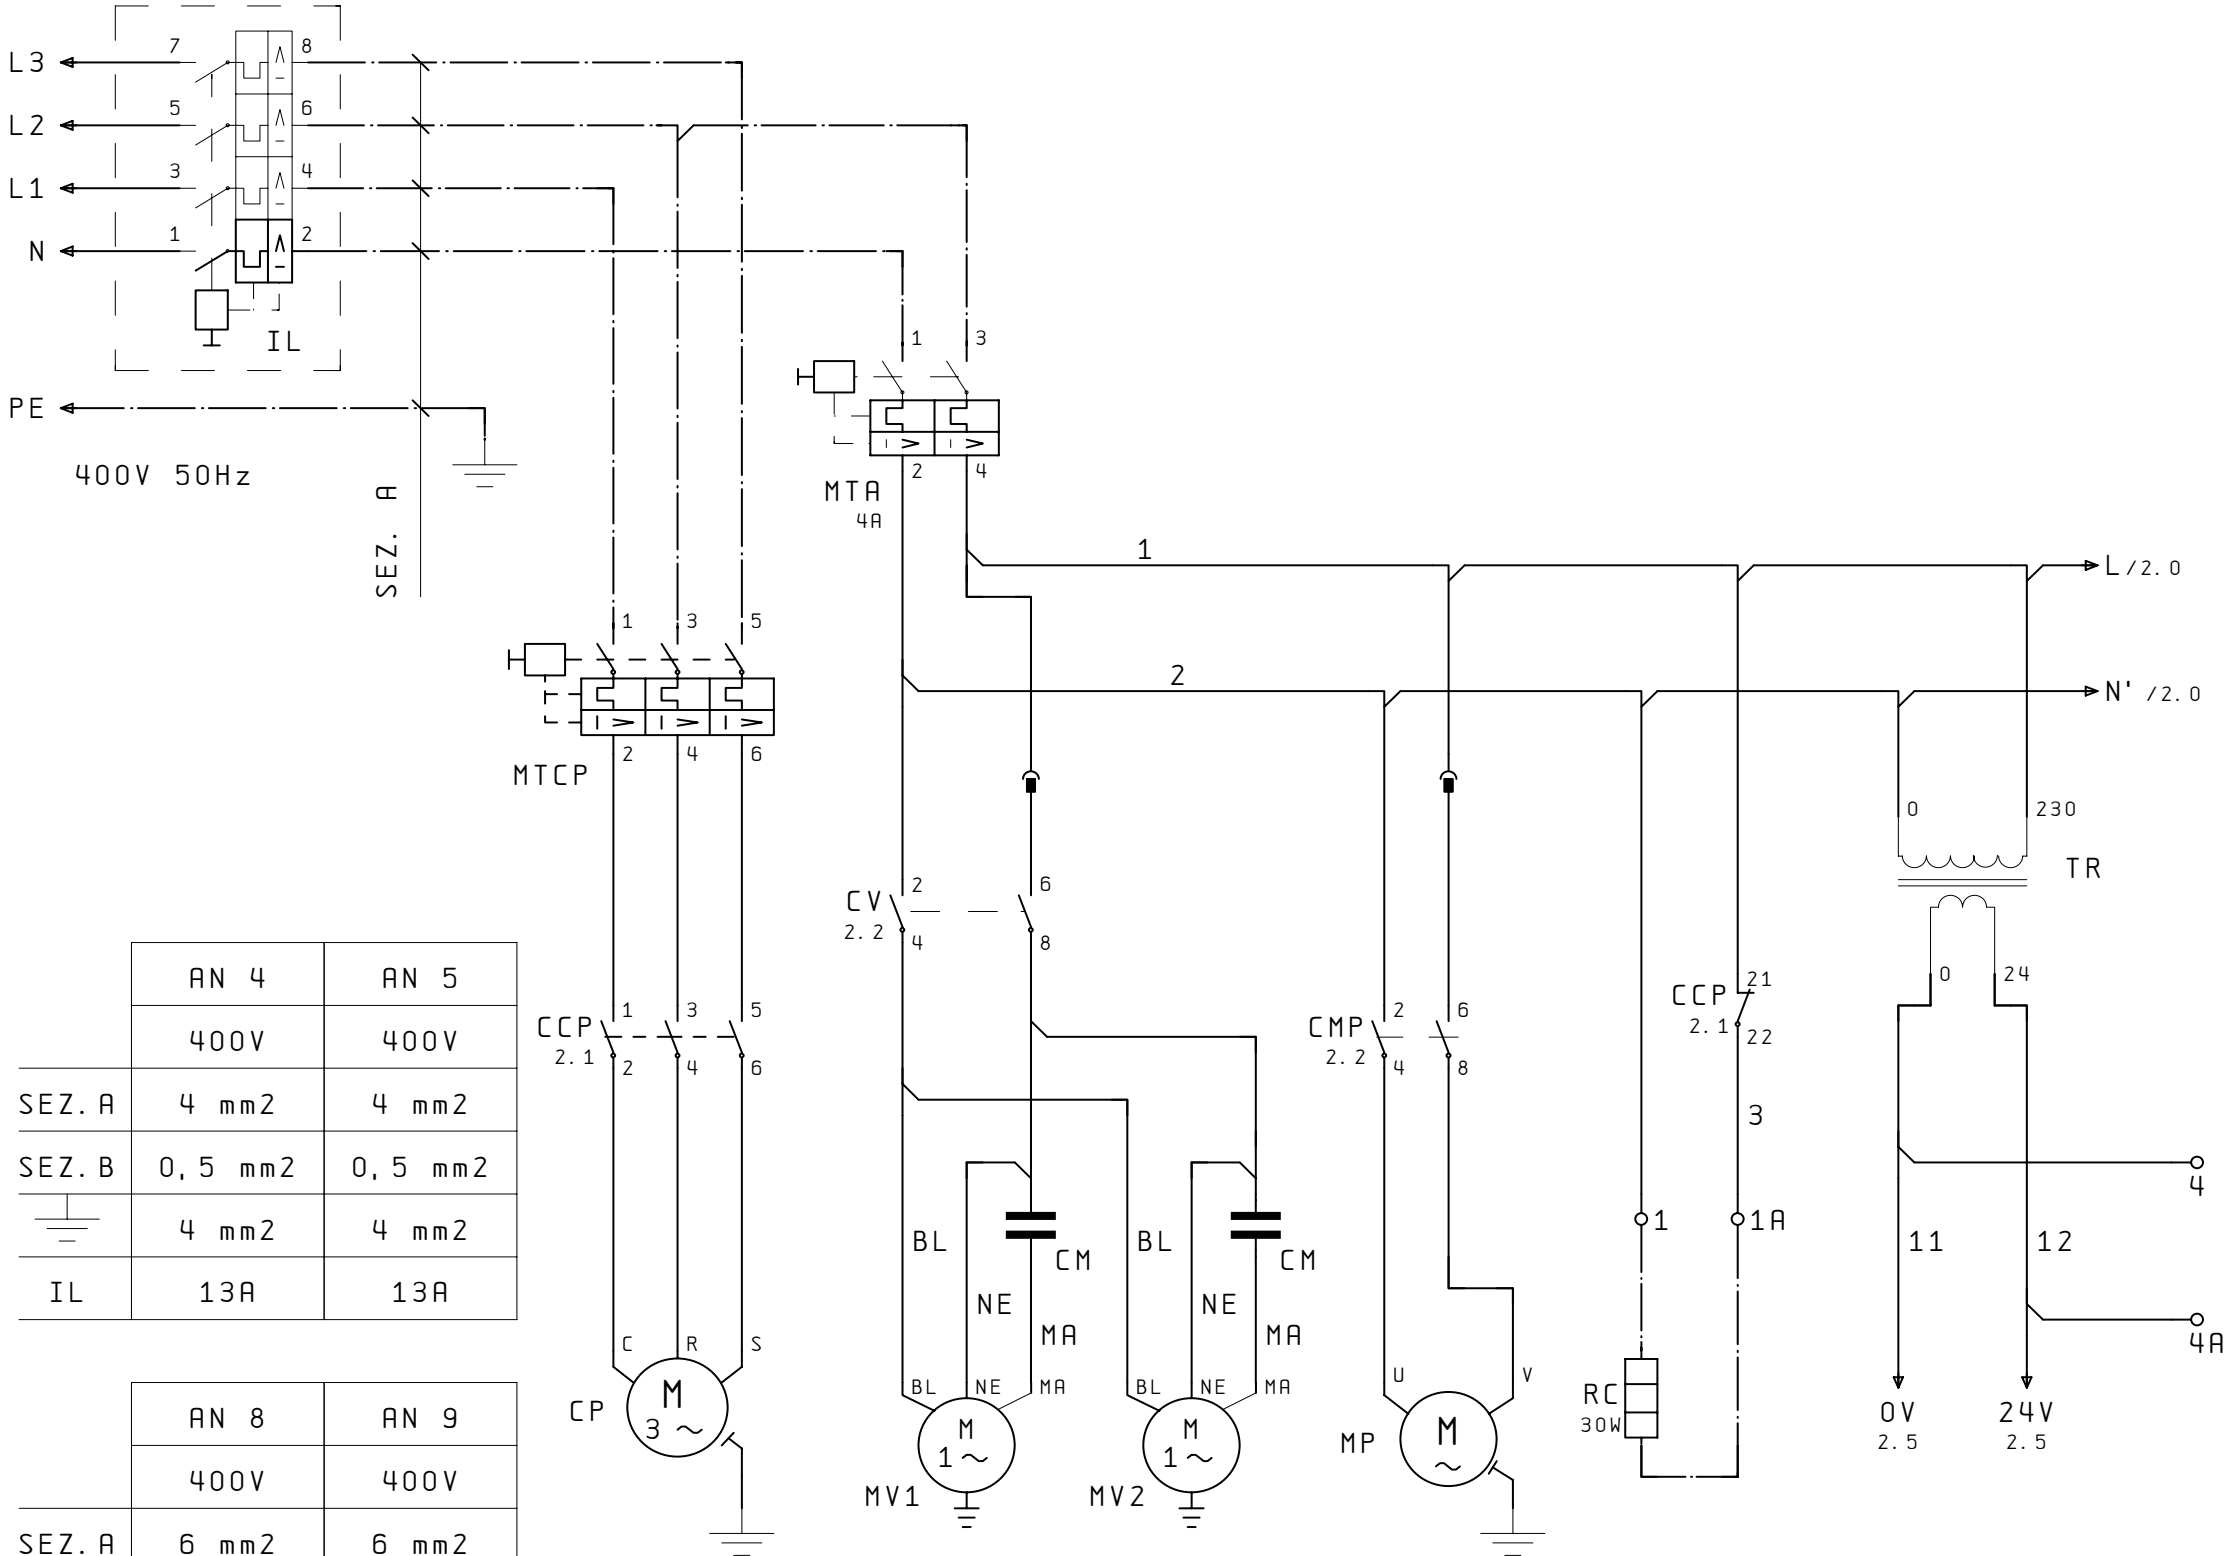 L3
7
8
L2
5
6
L1
3
4
N
1
2
IL
PE
400V 50Hz
SEZ. A
1
3
2
4
MTA
4A
1
L /2.0
1
3
5
2
N' /2.0
2
4
6
MTCP
0
230
TR
CV
2.2
2
6
4
8
0
24
CCP
2.1
1
3
5
2
4
6
CMP
2.2
2
6
4
8
CCP
2.1
21
22
3
4
1
1A
11
12
4A
BL
CM
BL
CM
NE
MA
NE
MA
C
R
S
M
3 ~
CP
BL
NE
MA
M
1 ~
MV1
BL
NE
MA
M
1 ~
MV2
U
V
M
~
MP
RC
30W
0V
2.5
24V
2.5
AN 4
AN 5
400V
400V
SEZ. A
4 mm2
4 mm2
SEZ. B
0,5 mm2
0,5 mm2
4 mm2
4 mm2
IL
13A
13A
AN 8
AN 9
400V
400V
SEZ. A
6 mm2
6 mm2